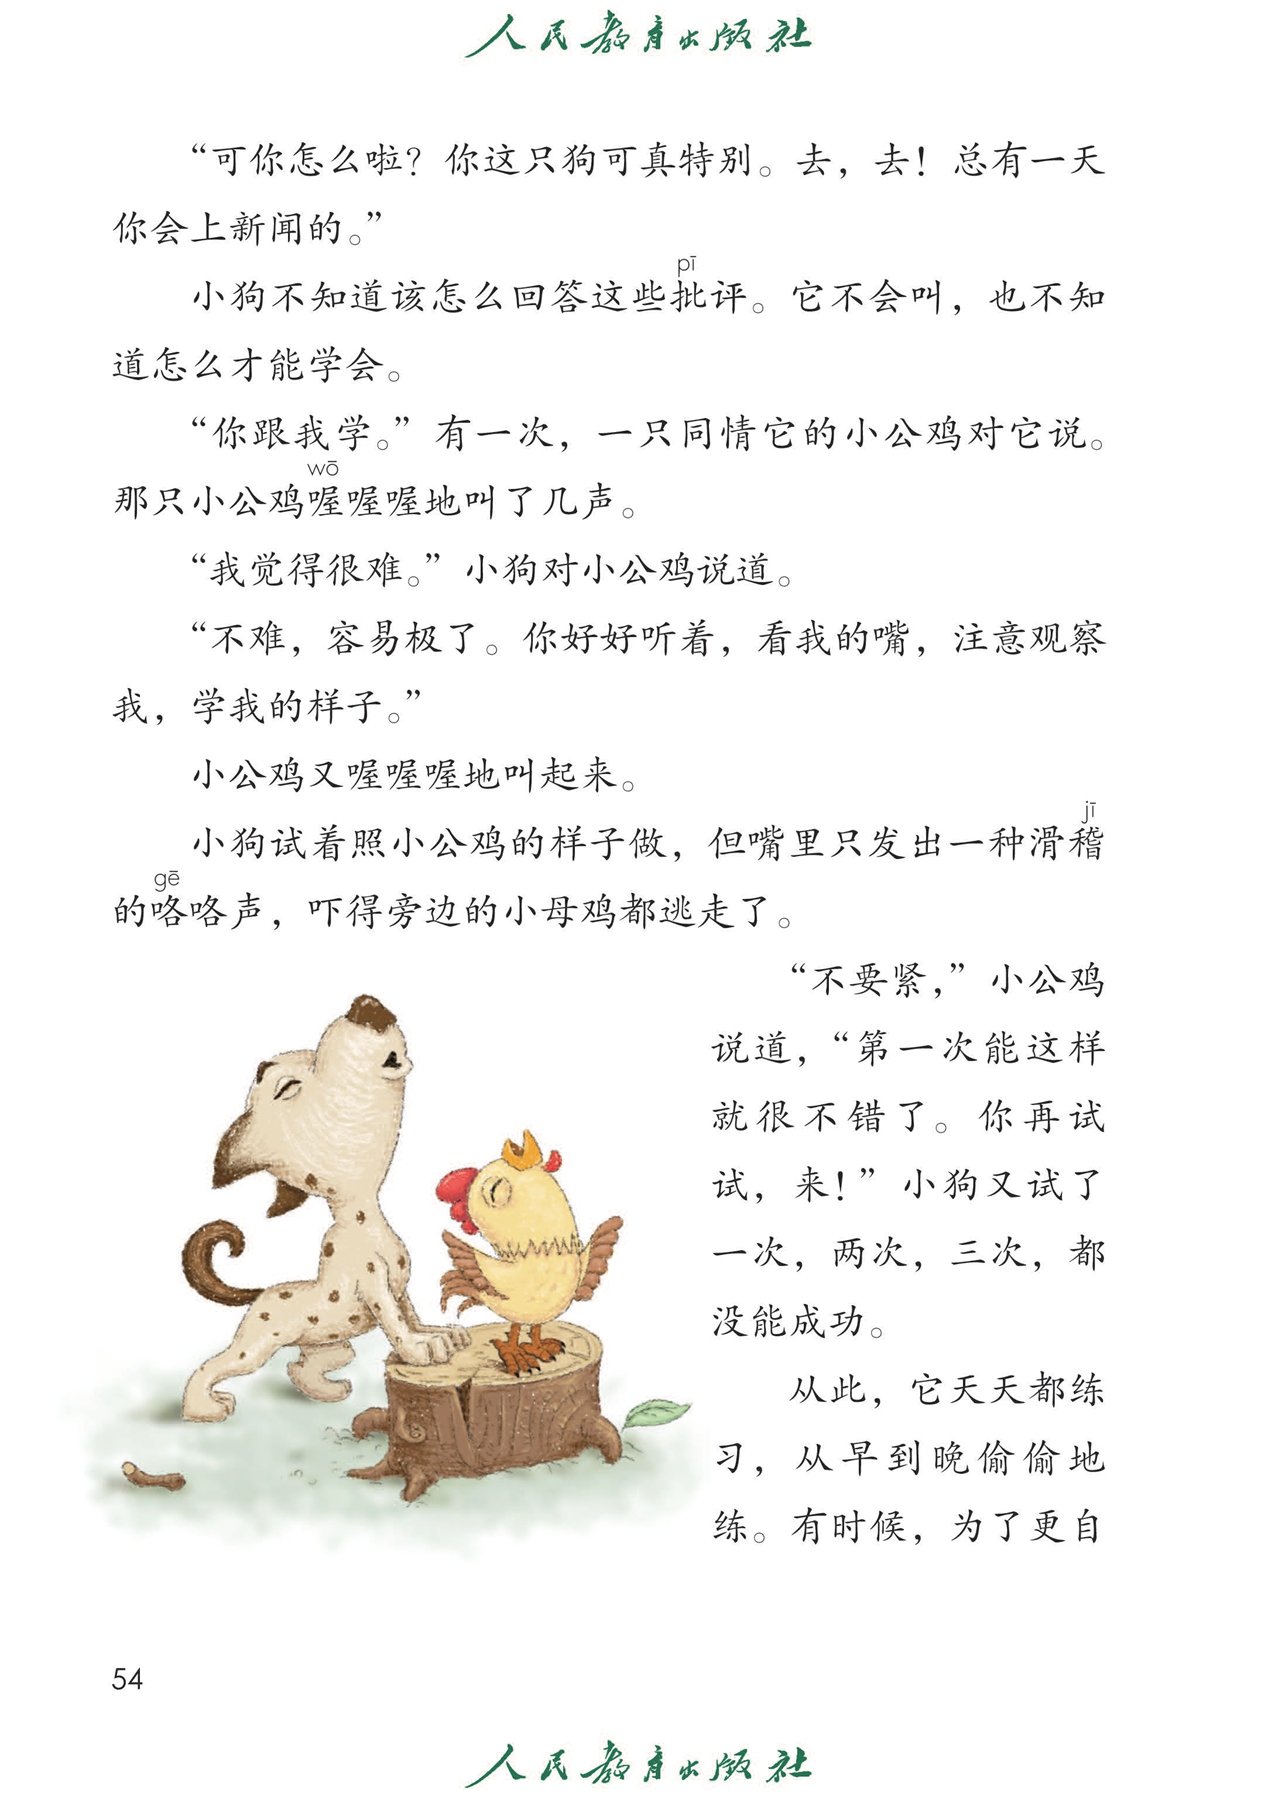 人民教育出版社
“可你怎么啦？你这只狗可真特别。去，去！总有一天
你会上新闻的。”
pī
小狗不知道该怎么回答这些批评。它不会叫，也不知
道怎么才能学会。
“你跟我学。”有一次，一只同情它的小公鸡对它说。
wō
那只小公鸡喔喔喔地叫了几声。
“我觉得很难。”小狗对小公鸡说道。
“不难，容易极了。你好好听着，看我的嘴，注意观察
我，学我的样子。”
小公鸡又喔喔喔地叫起来。
jī
小狗试着照小公鸡的样子做，但嘴里只发出一种滑稽
gē
的咯咯声，吓得旁边的小母鸡都逃走了。
“不要紧，”小公鸡
说道，“第一次能这样
就很不错了。你再试
试，来！”小狗又试了
一次，两次，三次，都
没能成功。
从此，它天天都练
习，从早到晚偷偷地
练。有时候，为了更自
54
人民教育出版社